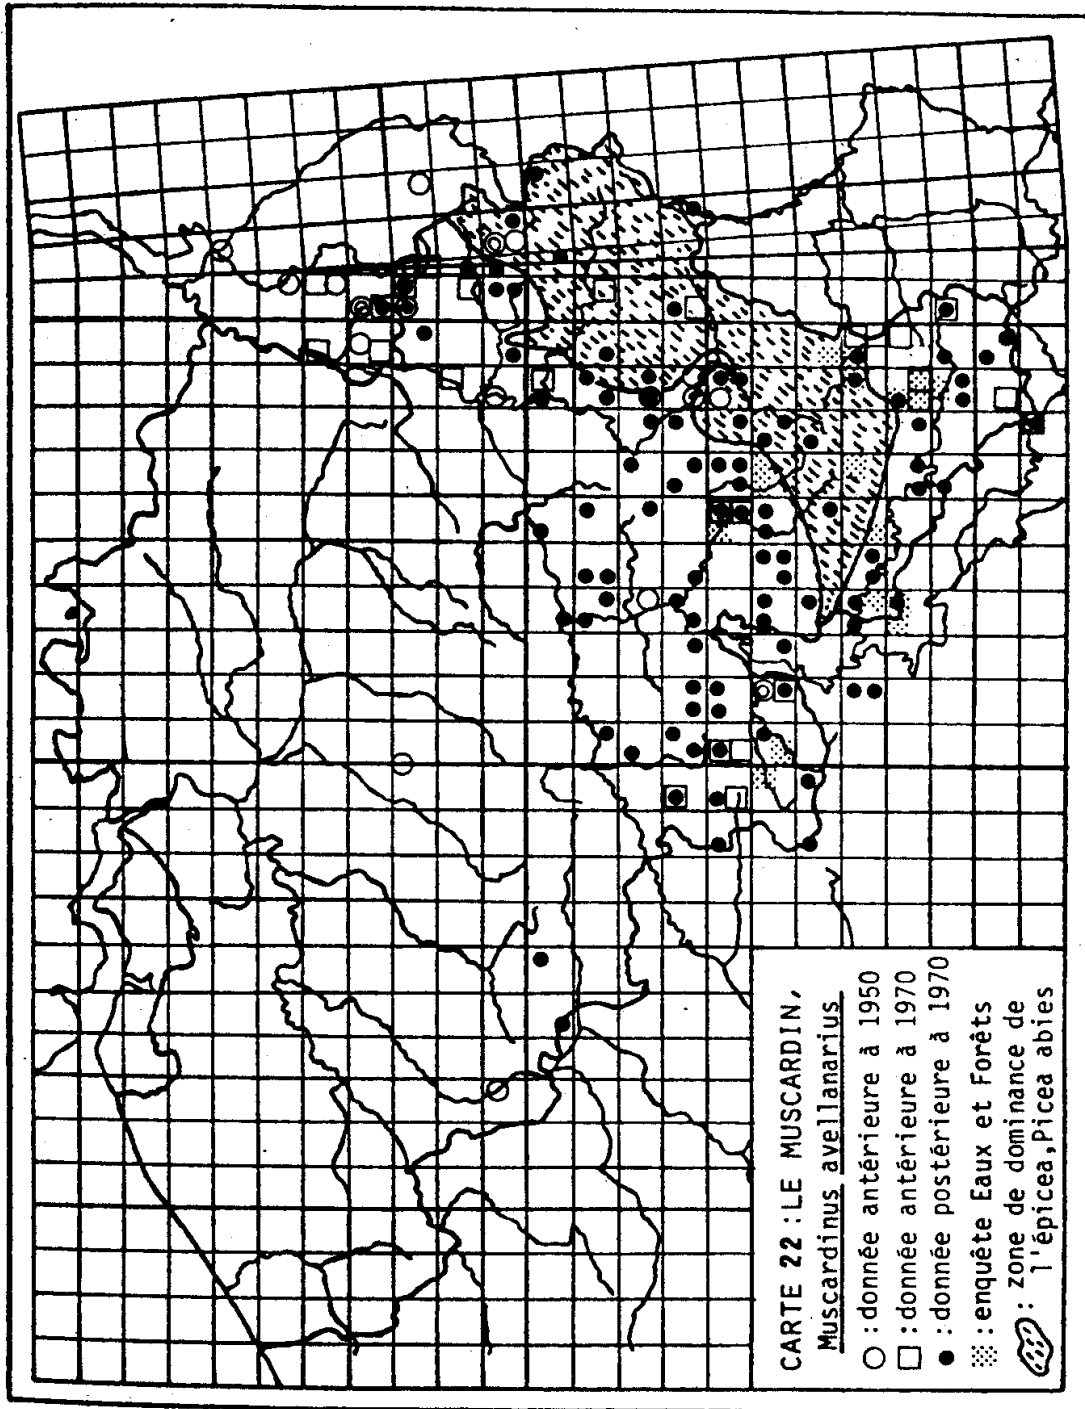 CARTE 22 : LE MUSCARDIN,
Muscardinus avellanarius
○ : donnée antérieure à 1950
□ : donnée antérieure à 1970
● : donnée postérieure à 1970
: enquête Eaux et Forêts
: zone de dominance de
l'épicea, Picea abies